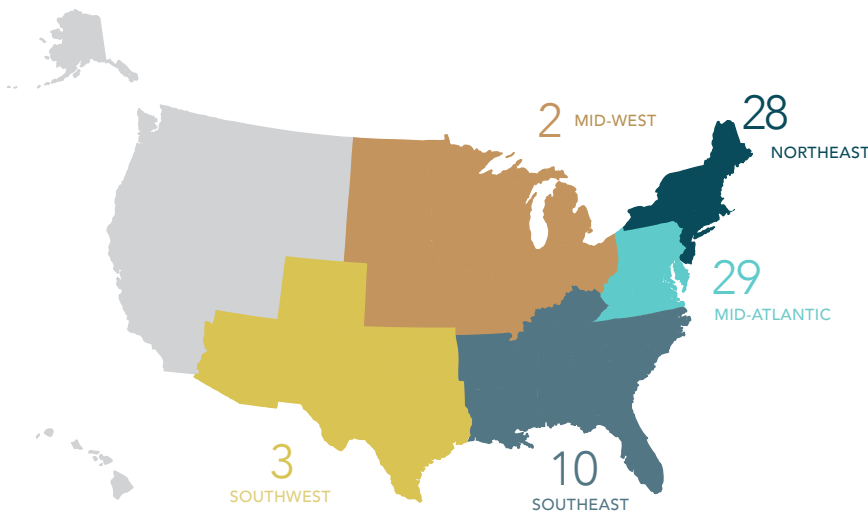 28
NORTHEAST
2 MID-WEST
29
MID-ATLANTIC
3
SOUTHWEST
10
SOUTHEAST